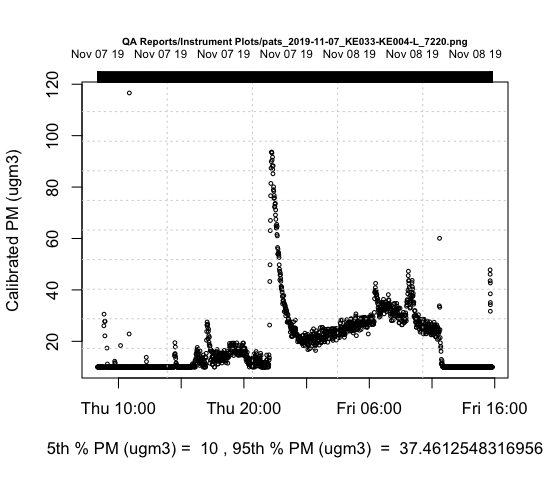 QA Reports/Instrument Plots/pats_2019-11-07_KE033-KE004-L_7220.png
Nov 07 19 Nov 07 19 Nov 07 19 Nov 07 19 Nov 08 19 Nov 08 19 Nov 08 19
120
100
80
60
40
20
Calibrated PM (ugm3)
Thu 10:00 Thu 20:00 Fri 06:00 Fri 16:00
5th % PM (ugm3) = 10 , 95th % PM (ugm3) = 37.4612548316956